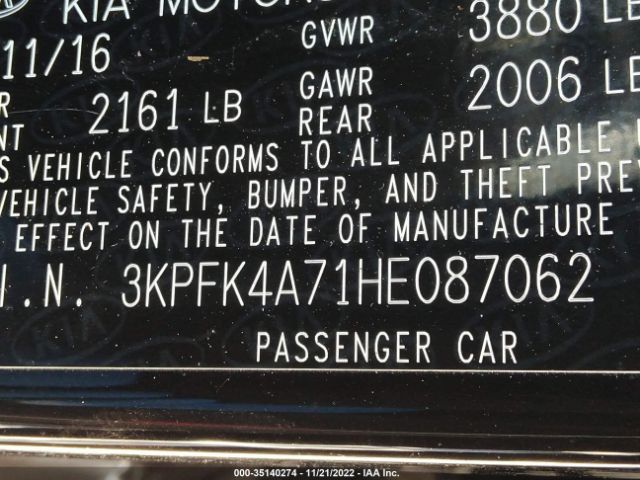 KIA MOTORS
11/16 GVWR 3880 LB
2161 LB GAWR REAR 2006 LB
VEHICLE CONFORMS TO ALL APPLICABLE
VEHICLE SAFETY, BUMPER, AND THEFT PRE
EFFECT ON THE DATE OF MANUFACTURE
I.N. 3KPFK4A71HE087062
PASSENGER CAR
000-35140274 - 11/21/2022 - IAA Inc.